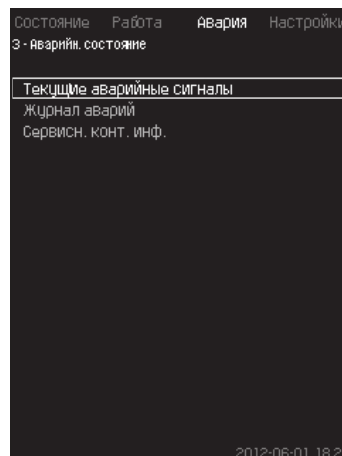 Состояние Работа Авария Настройки
3 - Аварийн. состояние
Текущие аварийные сигналы
Журнал аварий
Сервисн. конт. инф.
2012-06-01 18:2